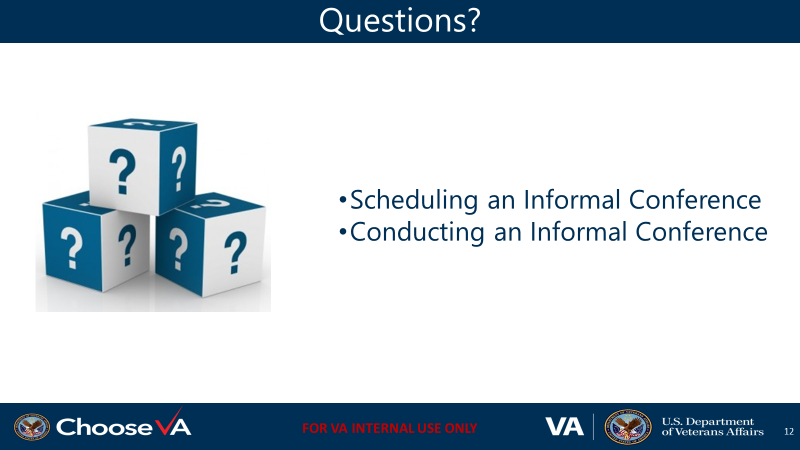 Questions?
? ?
? ? ? ?
•Scheduling an Informal Conference
•Conducting an Informal Conference
ChooseVA
FOR VA INTERNAL USE ONLY
VA
U.S. Department
of Veterans Affairs
12